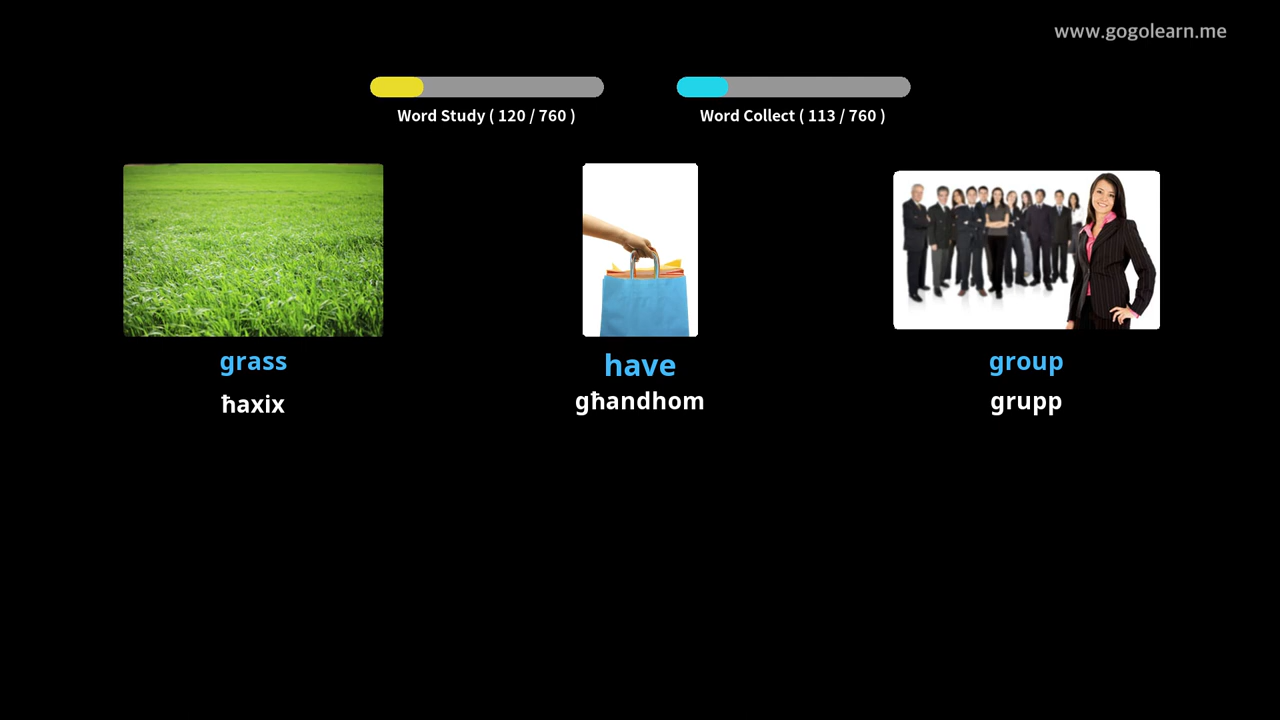 www.gogolearn.me
Word Study ( 120 / 760 )
Word Collect ( 113 / 760 )
grass
ħaxix
have
għandhom
group
grupp